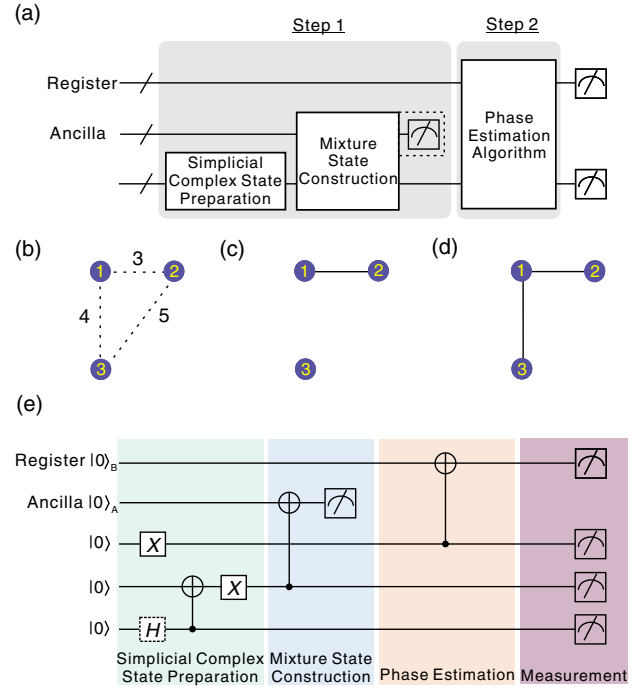 (a)
Step 1
Step 2
Register
Ancilla
Simplicial
Complex State
Preparation
Mixture
State
Construction
Phase
Estimation
Algorithm
(b)
(c)
(d)
1
3
2
4
5
3
1
2
3
1
2
3
(e)
Register |0⟩B
Ancilla |0⟩A
|0⟩
X
|0⟩
X
|0⟩
H
Simplicial Complex
State Preparation
Mixture State
Construction
Phase Estimation
Measurement